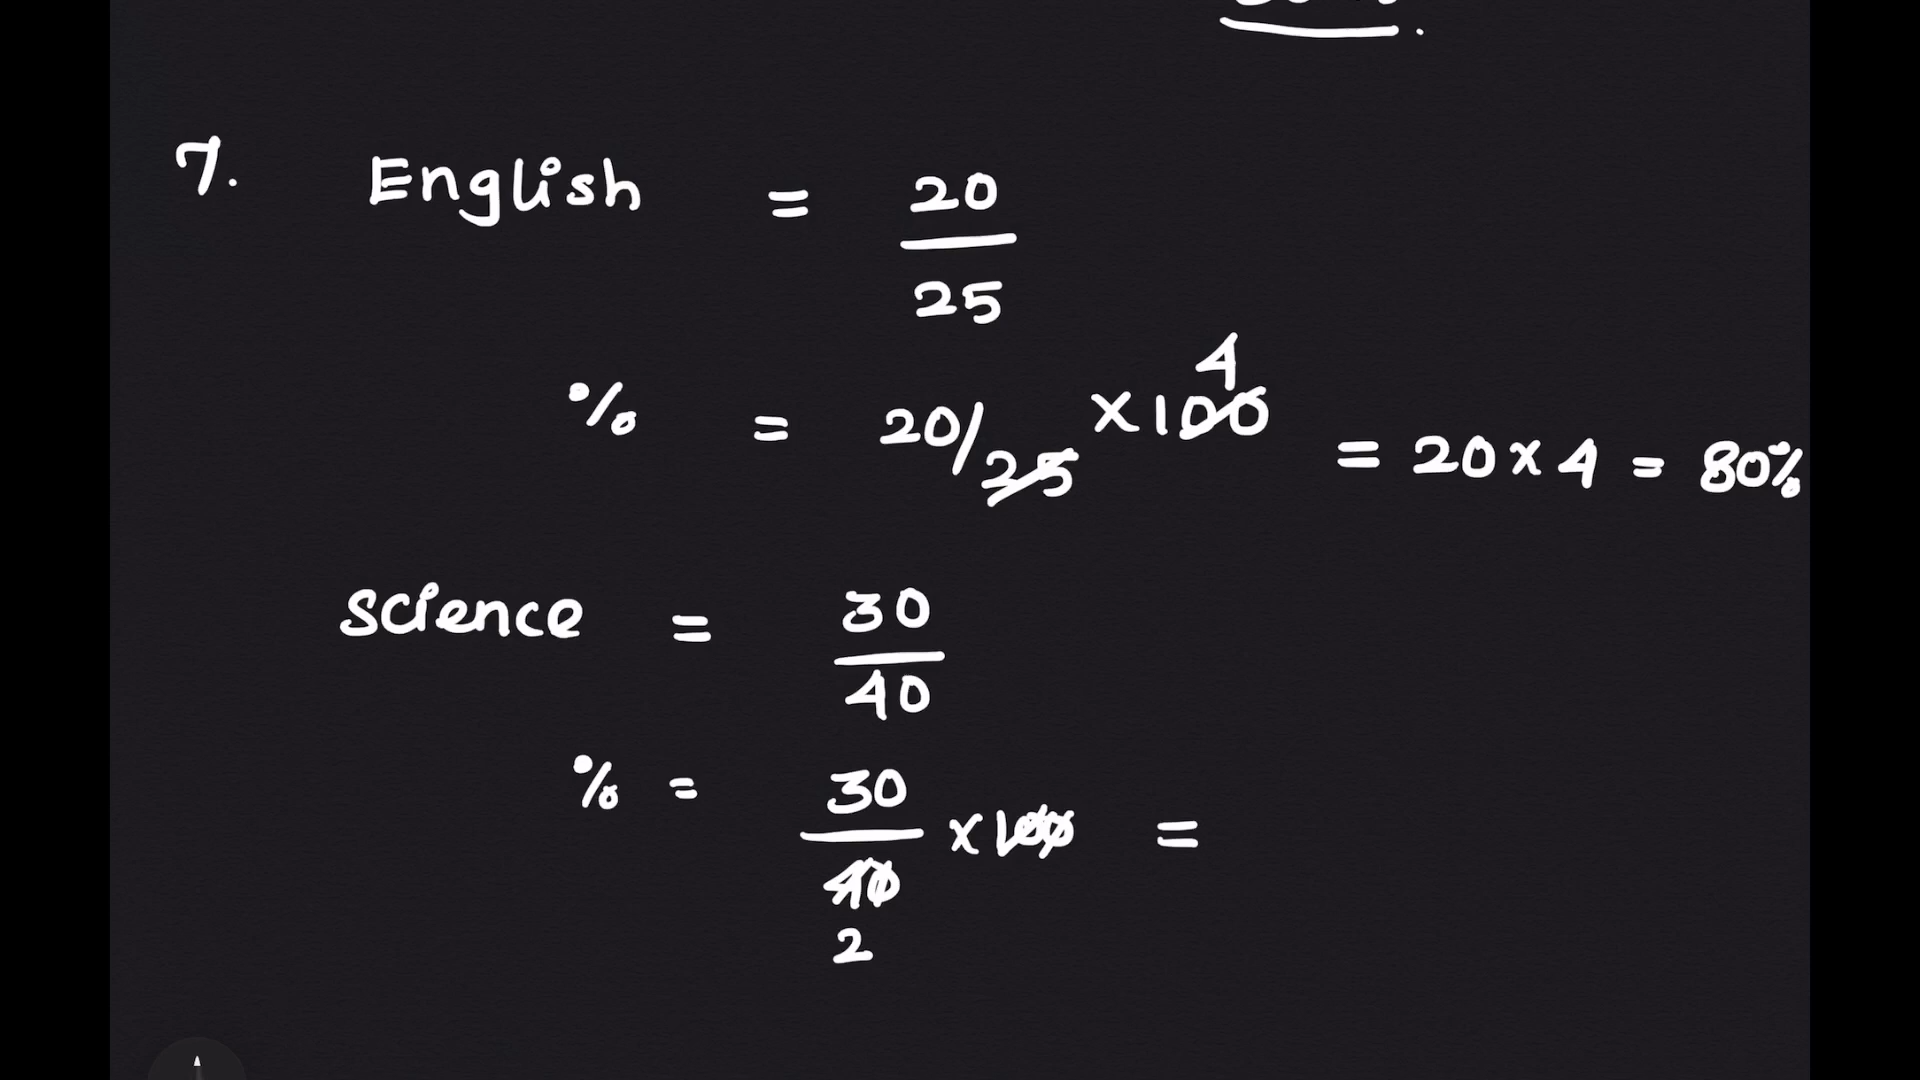 7. English = 20/25
% = 20/25 × 100 4 = 20 × 4 = 80%
science = 30/40
% = 30/40 × 100 =
2